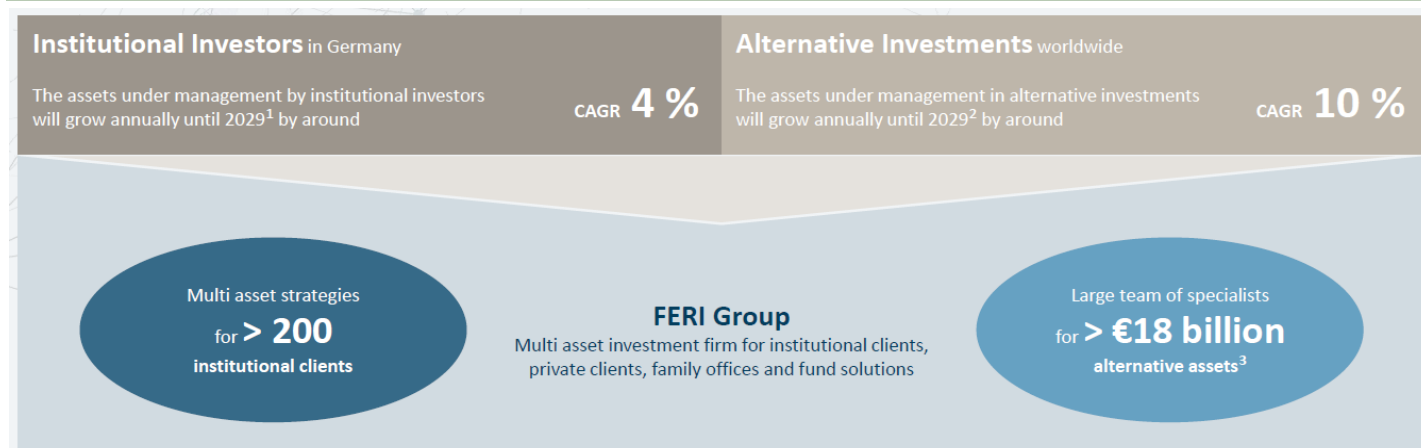 Institutional Investors in Germany
The assets under management by institutional investors
will grow annually until 2029¹ by around
CAGR 4 %
Alternative Investments worldwide
The assets under management in alternative investments
will grow annually until 2029² by around
CAGR 10 %
Multi asset strategies
for > 200
institutional clients
FERI Group
Multi asset investment firm for institutional clients,
private clients, family offices and fund solutions
Large team of specialists
for > €18 billion
alternative assets³